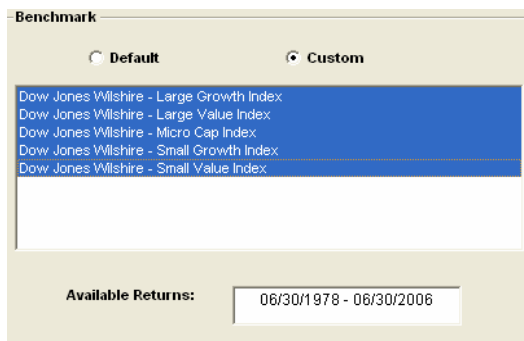 Benchmark
Default Custom
Dow Jones Wilshire - Large Growth Index
Dow Jones Wilshire - Large Value Index
Dow Jones Wilshire - Micro Cap Index
Dow Jones Wilshire - Small Growth Index
Dow Jones Wilshire - Small Value Index
Available Returns: 06/30/1978 - 06/30/2006